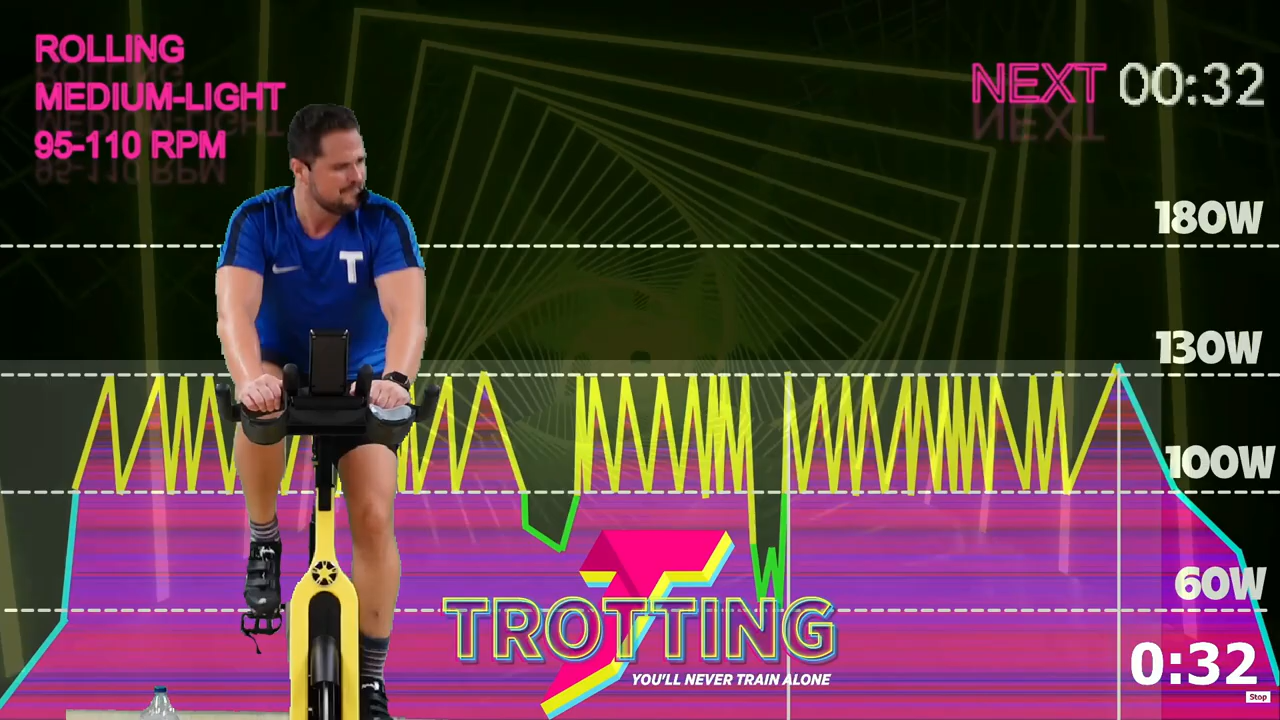 ROLLING
MEDIUM-LIGHT
95-110 RPM
NEXT 00:32
180W
130W
100W
60W
T
TROTTING
YOU'LL NEVER TRAIN ALONE
0:32
Stop